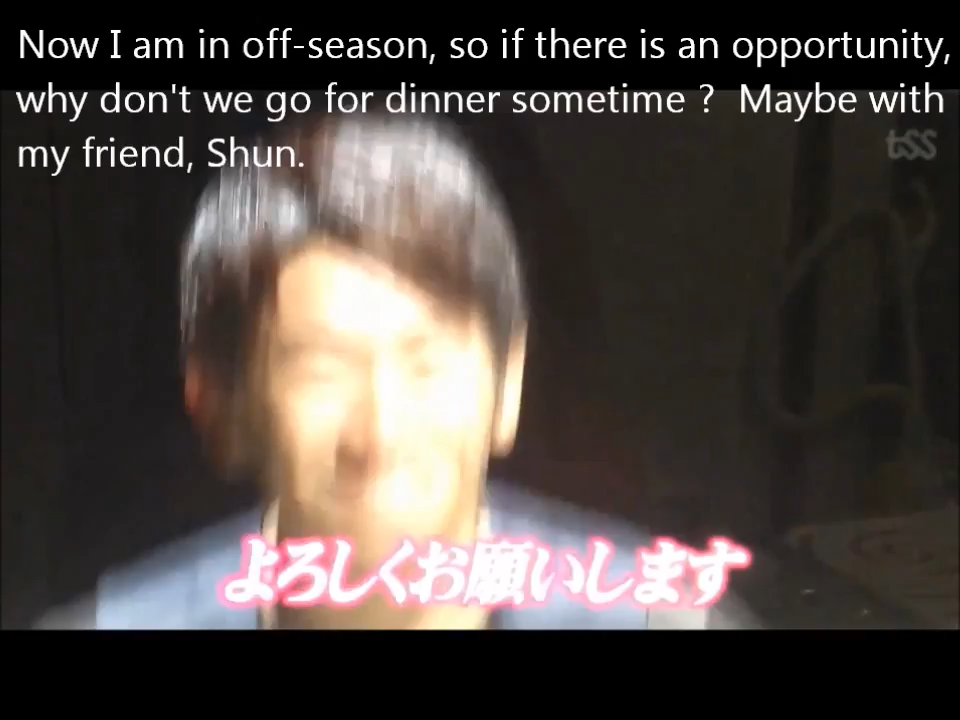 Now I am in off-season, so if there is an opportunity,
why don't we go for dinner sometime ? Maybe with
my friend, Shun.
tss
よろしくお願いします